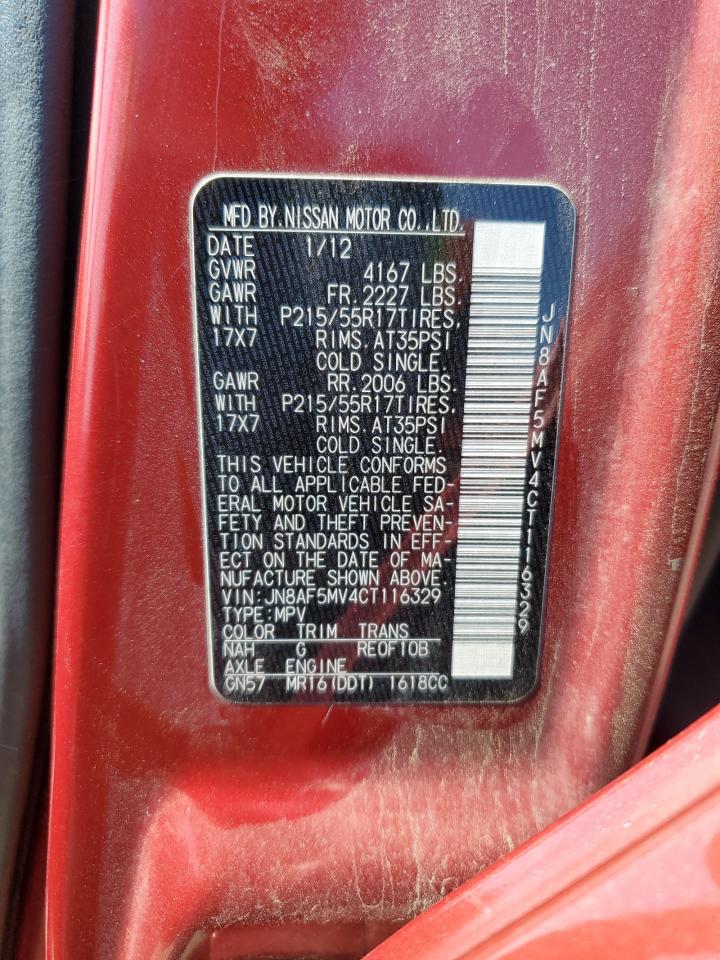 MFD BY NISSAN MOTOR CO.,LTD.
DATE 1/12
GVWR 4167 LBS.
GAWR FR. 2227 LBS.
WITH P215/55R17TIRES,
17X7 RIMS. AT35PSI
COLD SINGLE.
GAWR RR. 2006 LBS.
WITH P215/55R17TIRES,
17X7 RIMS. AT35PSI
COLD SINGLE.
THIS VEHICLE CONFORMS
TO ALL APPLICABLE FED-
ERAL MOTOR VEHICLE SA-
FETY AND THEFT PREVEN-
TION STANDARDS IN EFF-
ECT ON THE DATE OF MA-
NUFACTURE SHOWN ABOVE.
VIN:JN8AF5MV4CT116329
TYPE:MPV
COLOR TRIM TRANS
NAH G RE0F10B
AXLE ENGINE
GN57 MR16(DDT) 1618CC
JN8AF5MV4CT116329